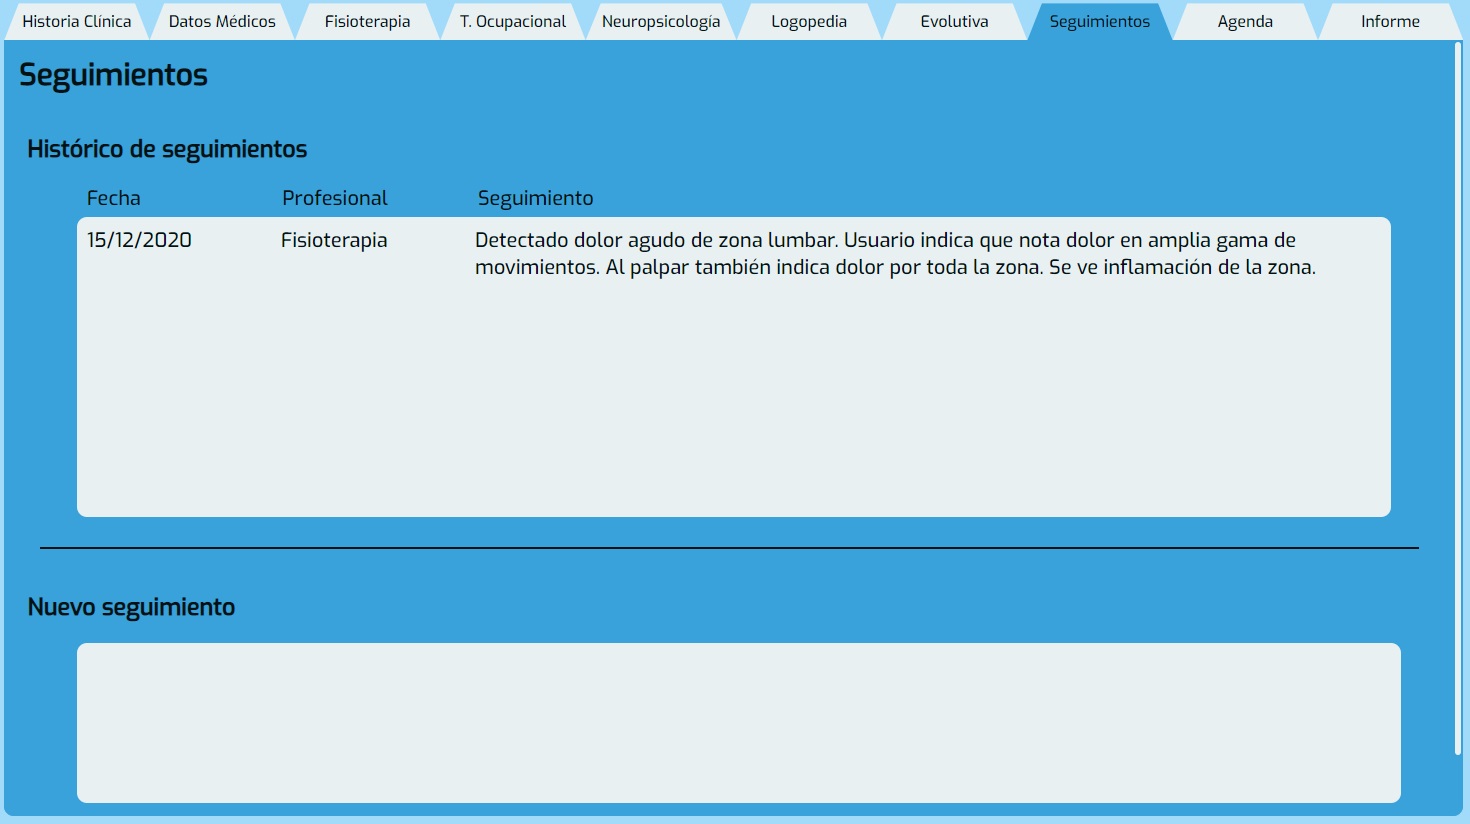 Historia Clínica Datos Médicos Fisioterapia T. Ocupacional Neuropsicología Logopedia Evolutiva Seguimientos Agenda Informe
Seguimientos
Histórico de seguimientos
Fecha Profesional Seguimiento
15/12/2020 Fisioterapia Detectado dolor agudo de zona lumbar. Usuario indica que nota dolor en amplia gama de
movimientos. Al palpar también indica dolor por toda la zona. Se ve inflamación de la zona.
Nuevo seguimiento